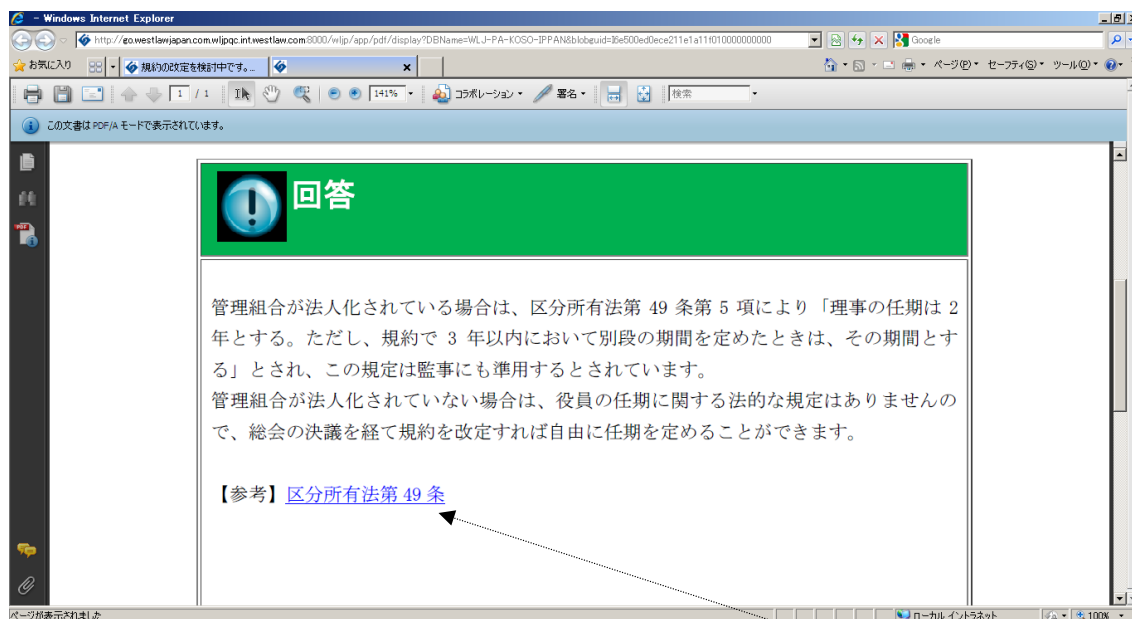 - Windows Internet Explorer
http://go.westlawjapan.com.wljpqc.int.westlaw.com:8000/wljp/app/pdf/display?DBName=WLJ-PA-KOSO-IPPAN&blobguid=I6e500ed0ece211e1a11f010000000000
Google
お気に入り
規約の改定を検討中です。...
ページ(P)
セーフティ(S)
ツール(O)
1 / 1
141%
コラボレーション
署名
検索
この文書は PDF/A モードで表示されています。
回答
管理組合が法人化されている場合は、区分所有法第 49 条第 5 項により「理事の任期は 2
年とする。ただし、規約で 3 年以内において別段の期間を定めたときは、その期間とす
る」とされ、この規定は監事にも準用するとされています。
管理組合が法人化されていない場合は、役員の任期に関する法的な規定はありませんの
で、総会の決議を経て規約を改定すれば自由に任期を定めることができます。
【参考】区分所有法第 49 条
ページが表示されました
ローカル イントラネット
100%